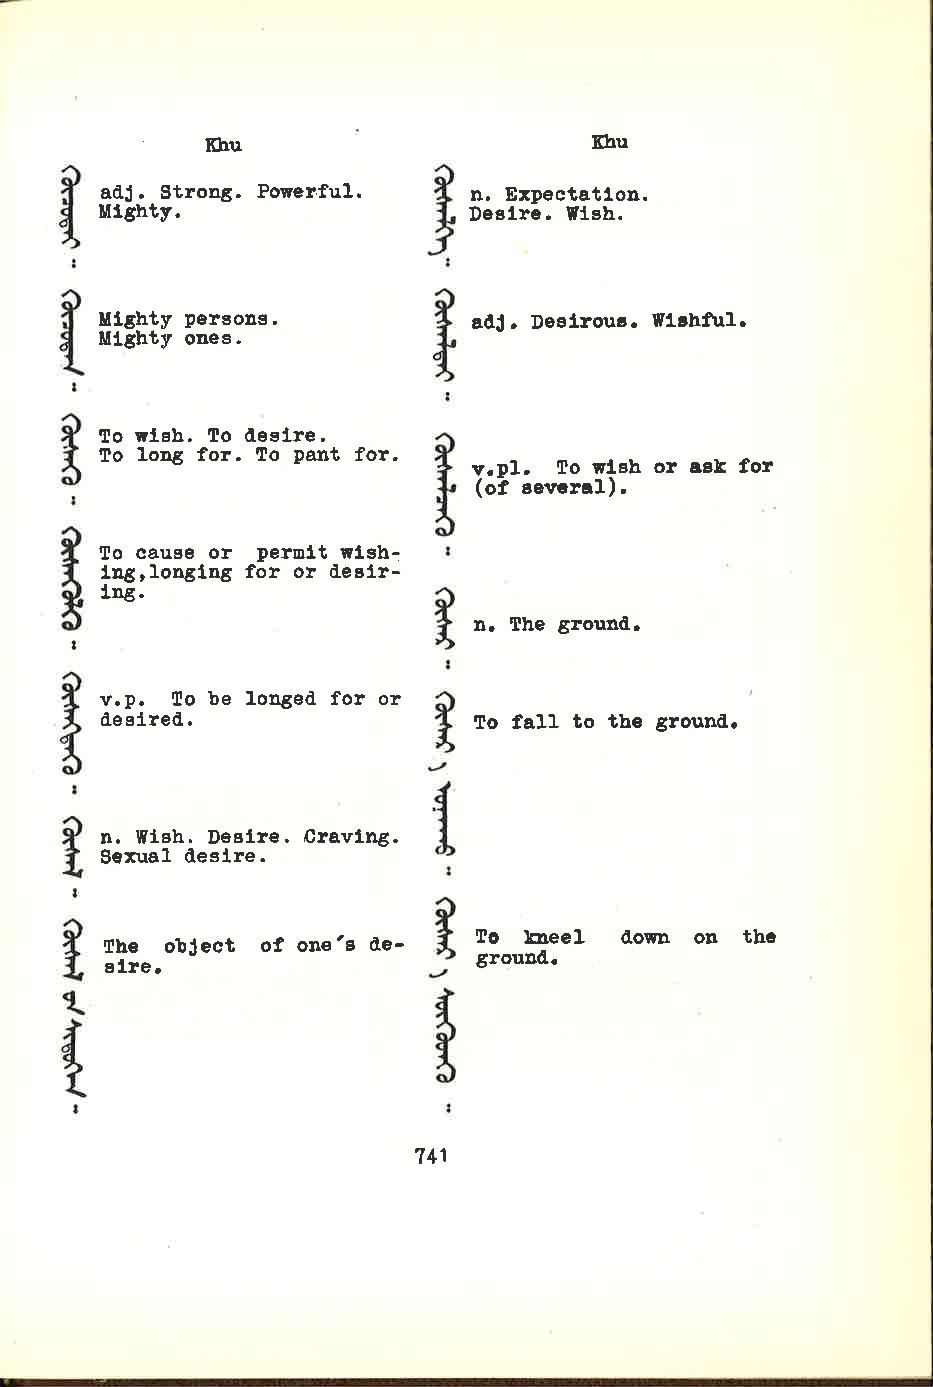 Khu
adj. Strong. Powerful.
Mighty.
Mighty persons.
Mighty ones.
ᠬᠦᠰᠡᠬᠦ ᠃
To wish. To desire.
To long for. To pant for.
To cause or permit wish-
ing,longing for or desir-
ing.
ᠬᠦᠰᠡᠭᠳᠡᠬᠦ ᠃
v.p. To be longed for or
desired.
ᠬᠦᠰᠡᠯ ᠃
n. Wish. Desire. Craving.
Sexual desire.
The object of one's de-
sire.
Khu
n. Expectation.
Desire. Wish.
adj. Desirous. Wishful.
v.pl. To wish or ask for
(of several).
ᠬᠥᠰᠡᠷ ᠃
n. The ground.
To fall to the ground.
To kneel down on the
ground.
741